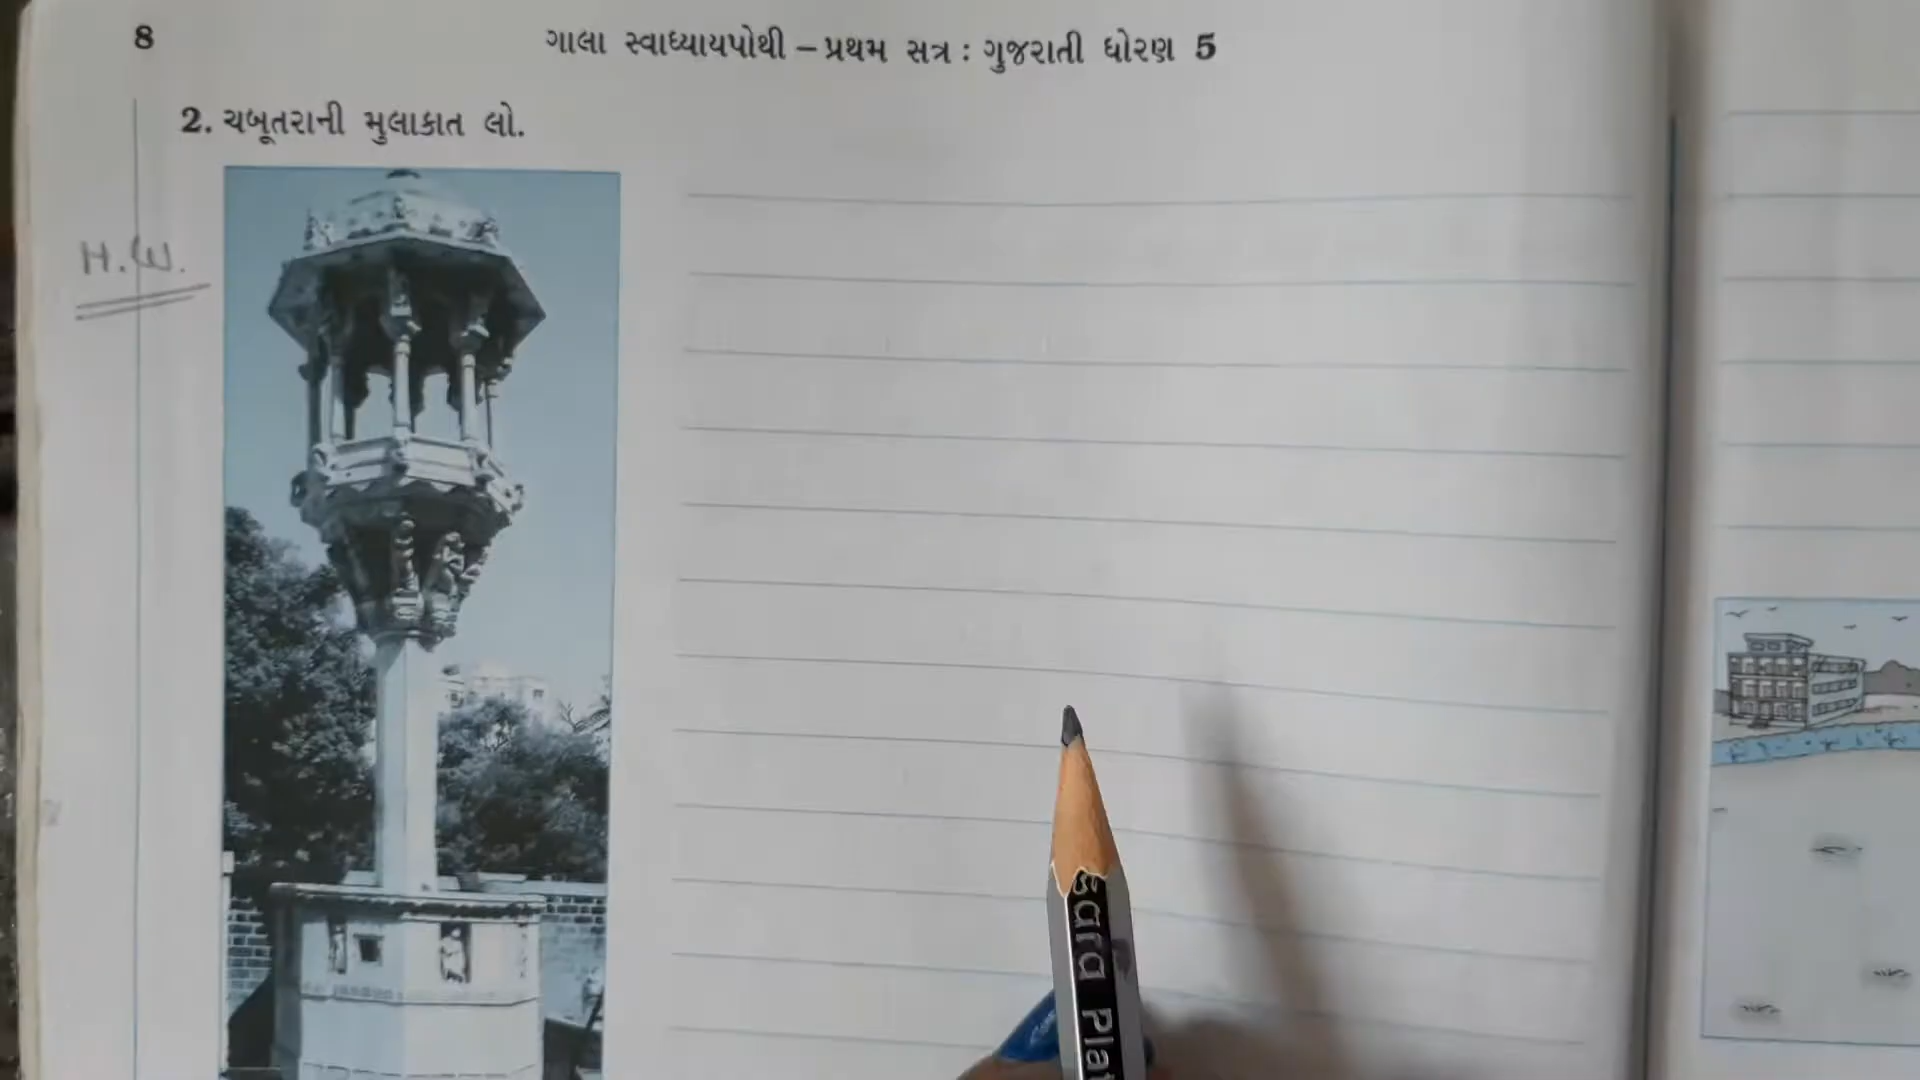 8
ગાલા સ્વાધ્યાયપોથી – પ્રથમ સત્ર : ગુજરાતી ધોરણ 5
2. ચબૂતરાની મુલાકાત લો.
H.W.